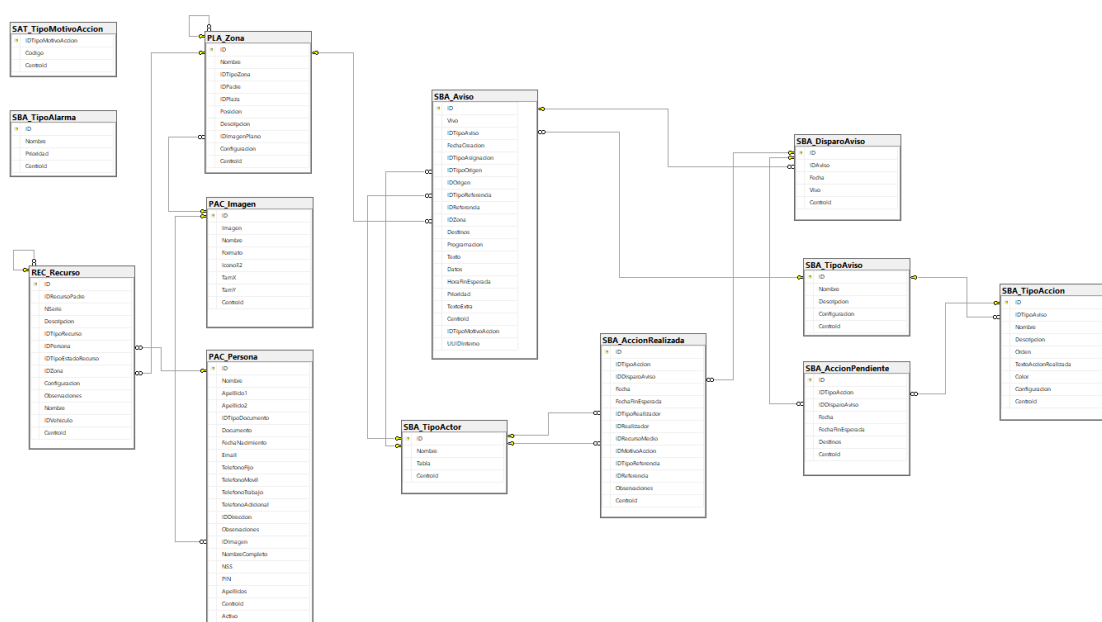 SAT_TipoMotivoAccion
IDTipoMotivoAccion
Codigo
CentroId
SBA_TipoAlarma
ID
Nombre
Prioridad
CentroId
REC_Recurso
ID
IDRecursoPadre
NSerie
Descripcion
IDTipoRecurso
IDPersona
IDTipoEstadoRecurso
IDZona
Configuracion
Observaciones
Nombre
IDVehiculo
CentroId
PLA_Zona
ID
Nombre
IDTipoZona
IDPadre
IDPlaza
Posicion
Descripcion
IDImagenPlano
Configuracion
CentroId
PAC_Imagen
ID
Imagen
Nombre
Formato
Icono32
TamX
TamY
CentroId
PAC_Persona
ID
Nombre
Apellido1
Apellido2
IDTipoDocumento
Documento
FechaNacimiento
Email
TelefonoFijo
TelefonoMovil
TelefonoTrabajo
TelefonoAdicional
IDDireccion
Observaciones
IDImagen
NombreCompleto
NSS
PIN
Apellidos
CentroId
Activo
SBA_Aviso
ID
Vivo
IDTipoAviso
FechaCreacion
IDTipoAsignacion
IDTipoOrigen
IDOrigen
IDTipoReferencia
IDReferencia
IDZona
Destinos
Programacion
Texto
Datos
HoraFinEsperada
Prioridad
TextoExtra
CentroId
IDTipoMotivoAccion
UUIDInterno
SBA_TipoActor
ID
Nombre
Tabla
CentroId
SBA_AccionRealizada
ID
IDTipoAccion
IDDisparoAviso
Fecha
FechaFinEsperada
IDTipoRealizador
IDRealizador
IDRecursoMedio
IDMotivoAccion
IDTipoReferencia
IDReferencia
Observaciones
CentroId
SBA_DisparoAviso
ID
IDAviso
Fecha
Vivo
CentroId
SBA_TipoAviso
ID
Nombre
Descripcion
Configuracion
CentroId
SBA_AccionPendiente
ID
IDTipoAccion
IDDisparoAviso
Fecha
FechaFinEsperada
Destinos
CentroId
SBA_TipoAccion
ID
IDTipoAviso
Nombre
Descripcion
Orden
TextoAccionRealizada
Color
Configuracion
CentroId